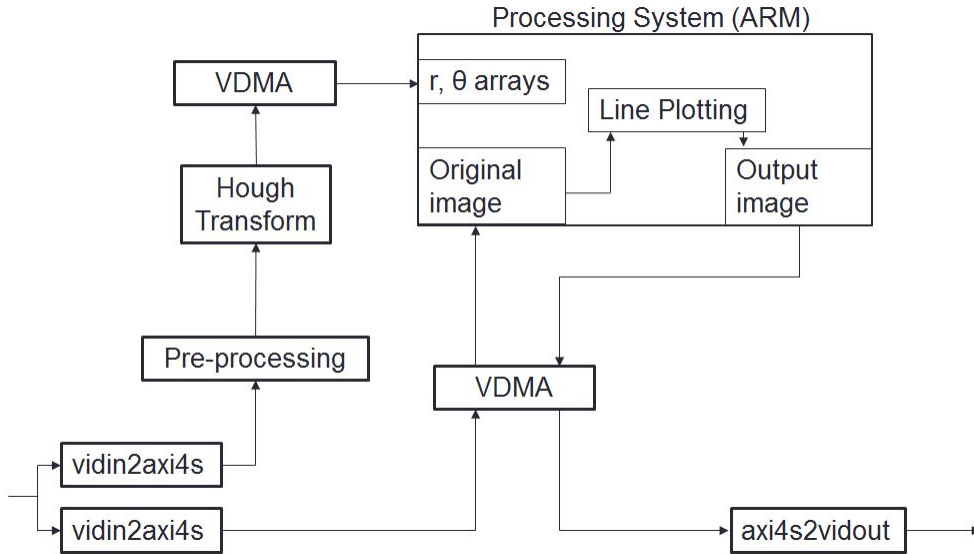 Processing System (ARM)
VDMA
r, θ arrays
Line Plotting
Original
image
Output
image
Hough
Transform
Pre-processing
VDMA
vidin2axi4s
vidin2axi4s
axi4s2vidout